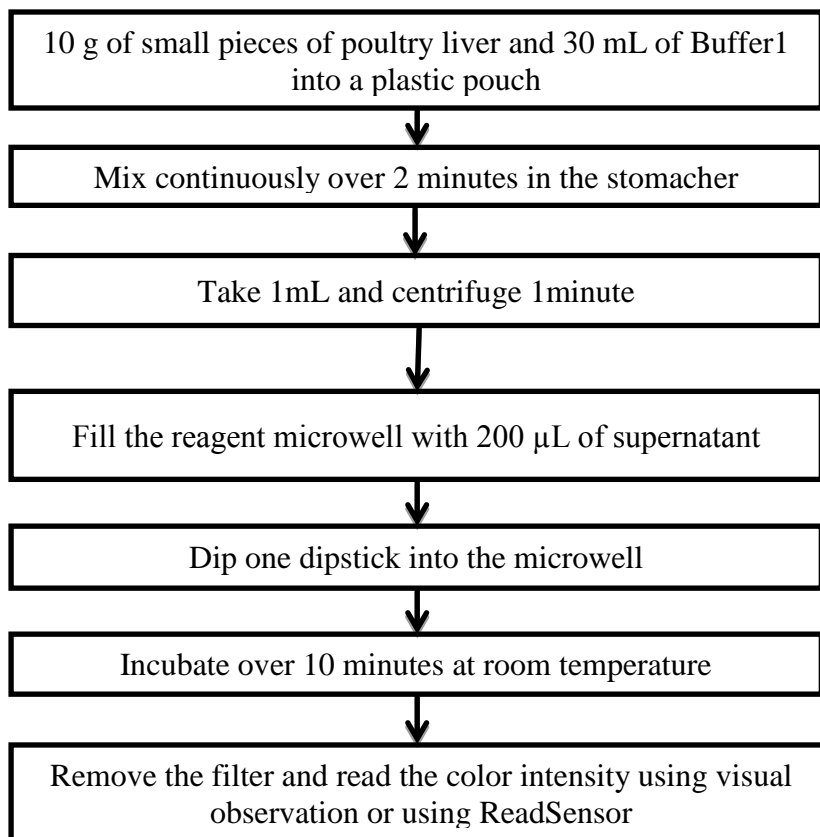 10 g of small pieces of poultry liver and 30 mL of Buffer1
into a plastic pouch
Mix continuously over 2 minutes in the stomacher
Take 1mL and centrifuge 1minute
Fill the reagent microwell with 200 µL of supernatant
Dip one dipstick into the microwell
Incubate over 10 minutes at room temperature
Remove the filter and read the color intensity using visual
observation or using ReadSensor